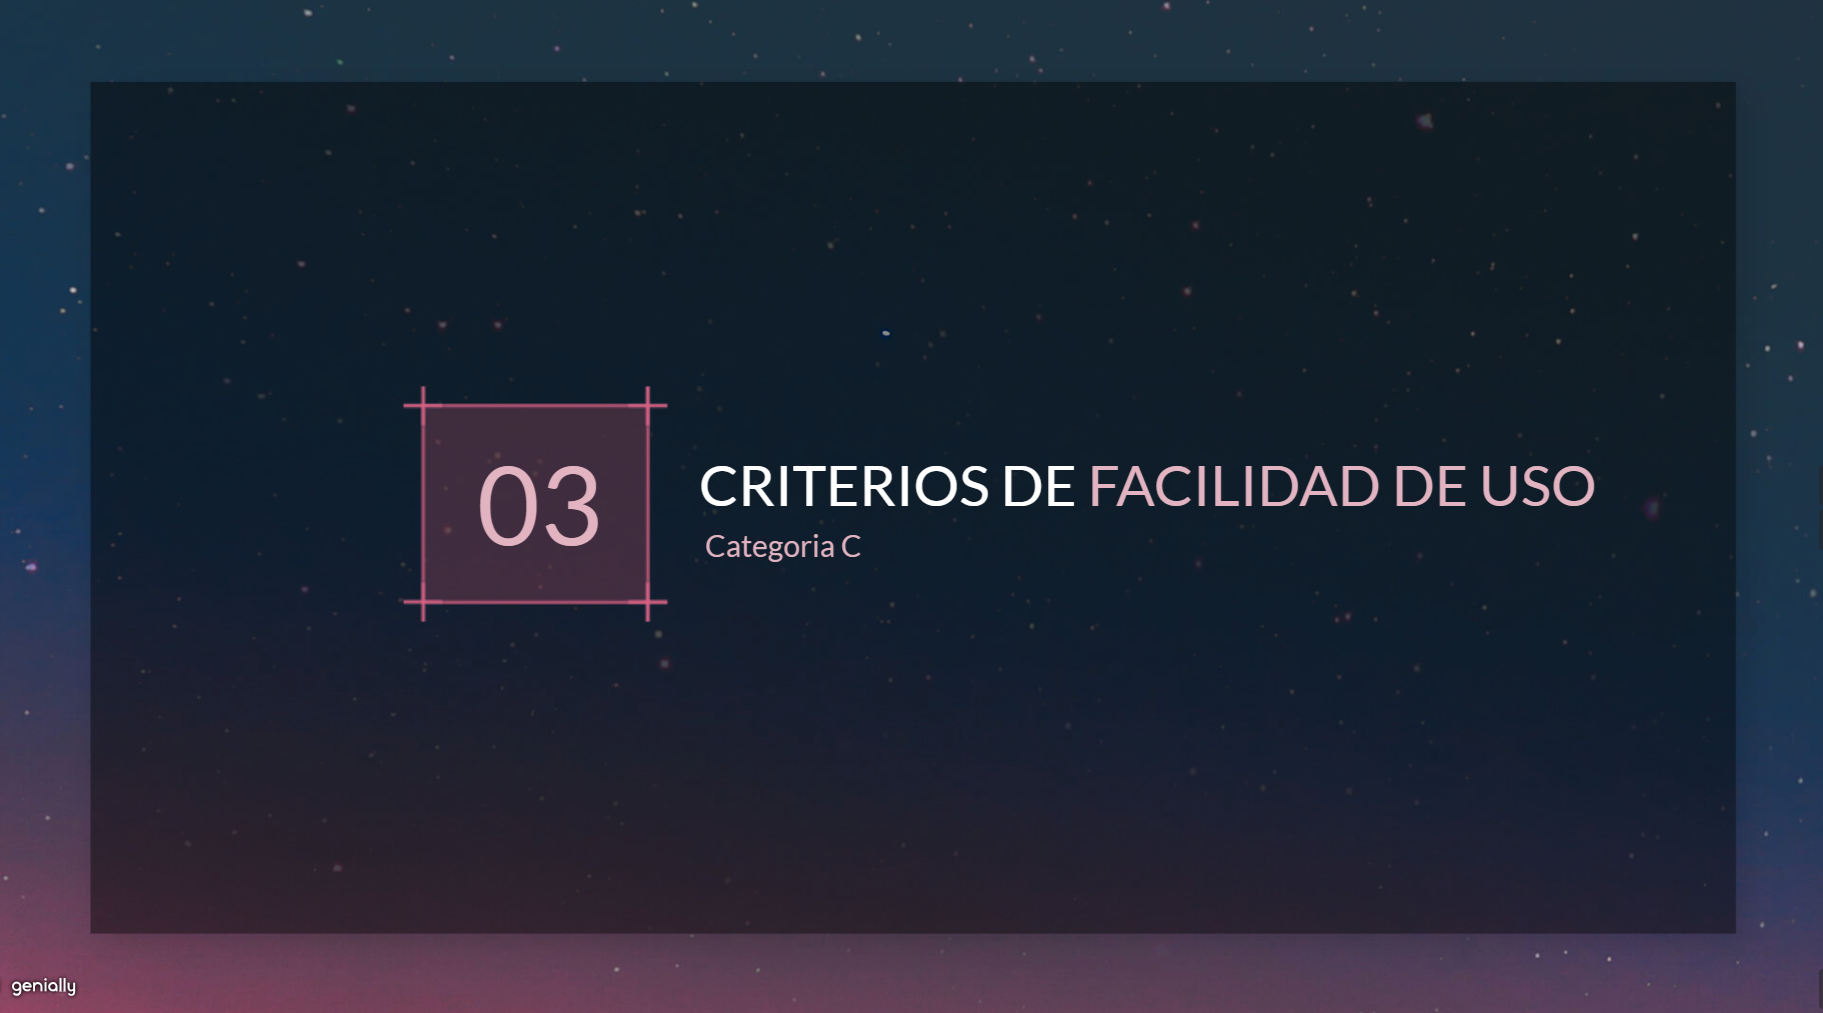 03
CRITERIOS DE FACILIDAD DE USO
Categoria C
genially